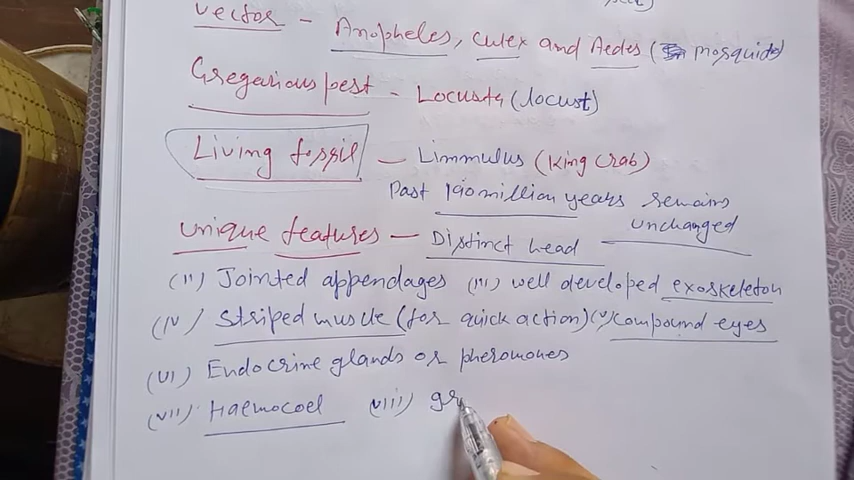 vector - Anopheles, culex and Aedes (mosquito)
Gregarious pest - Locusta (locust)
Living fossil - Limmulus (King Crab)
Past 190 million years remains unchanged
unique features - Distinct head
(ii) Jointed appendages (iii) well developed exoskeleton
(iv) Striped muscle (for quick action) (v) compound eyes
(vi) Endocrine glands or pheromones
(vii) Haemocoel (viii) gr